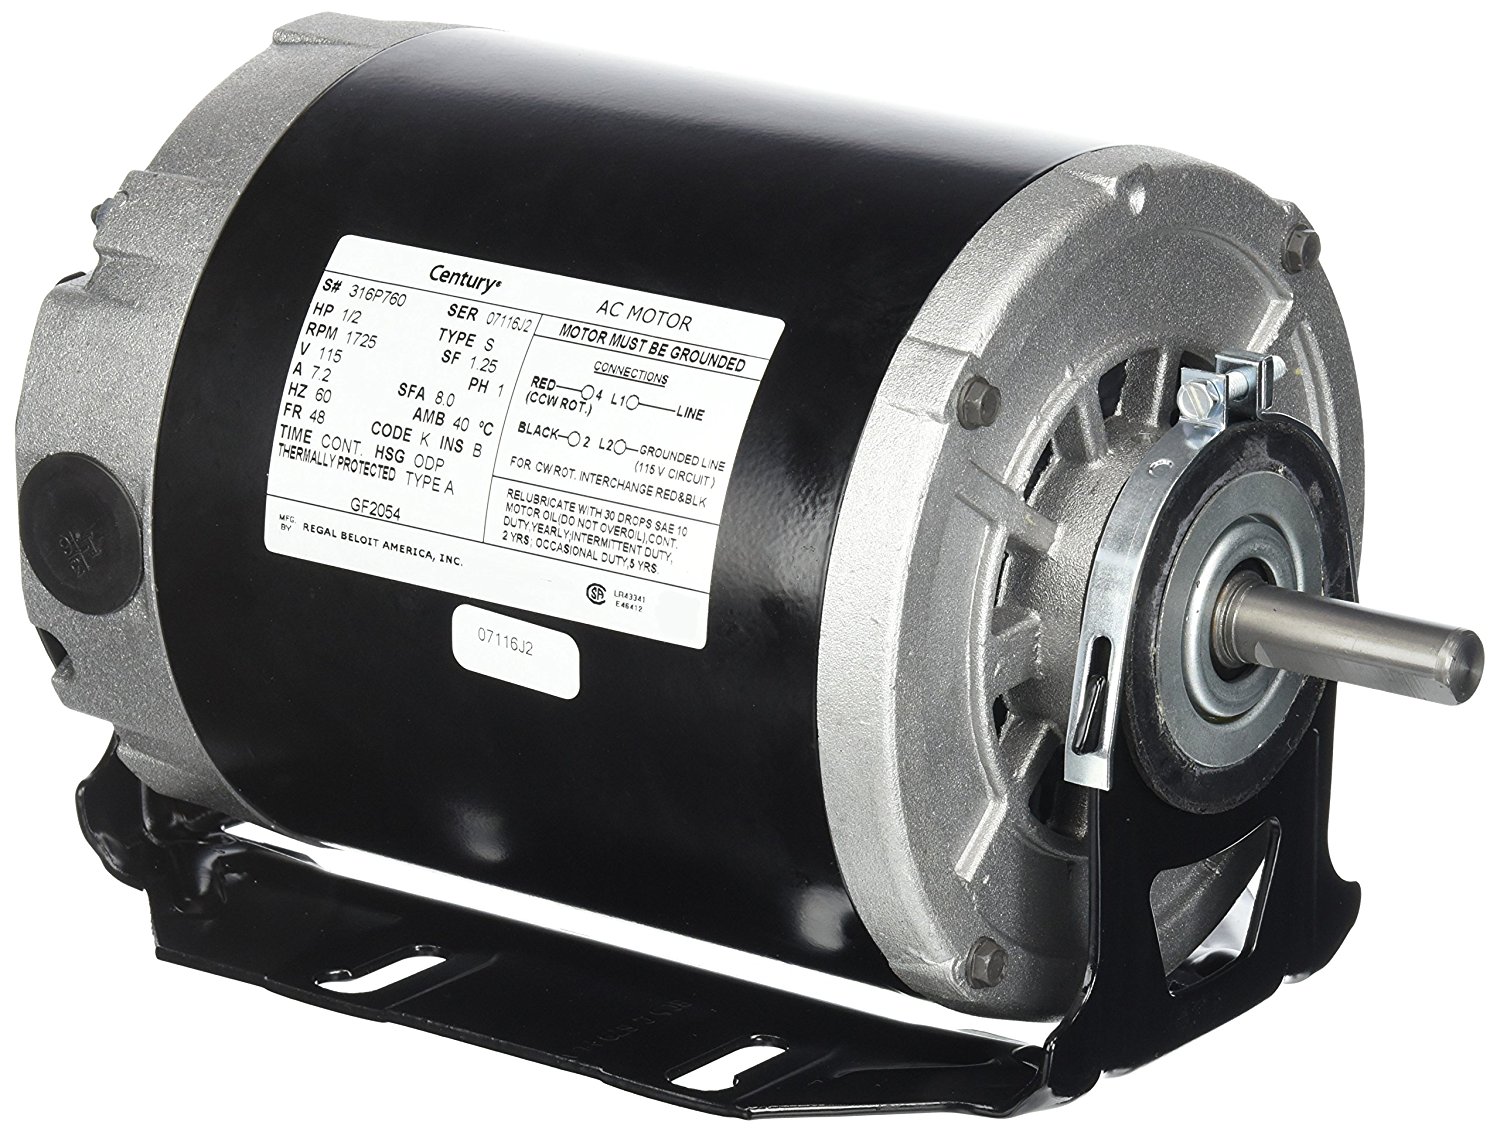 Century®
AC MOTOR
S# 316P760 SER 07116J2
HP 1/2 TYPE S
RPM 1725 SF 1.25
V 115 PH 1
A 7.2 SFA 8.0
HZ 60 AMB 40 ºC
FR 48 CODE K INS B
TIME CONT. HSG ODP
THERMALLY PROTECTED TYPE A
GF2054
MFG. BY REGAL BELOIT AMERICA, INC.
MOTOR MUST BE GROUNDED
CONNECTIONS
RED 4 L1 LINE
(CCW ROT.)
BLACK 2 L2 GROUNDED LINE
(115 V CIRCUIT)
FOR CW ROT. INTERCHANGE RED&BLK
RELUBRICATE WITH 30 DROPS SAE 10
MOTOR OIL(DO NOT OVEROIL),CONT.
DUTY,YEARLY;INTERMITTENT DUTY,
2 YRS; OCCASIONAL DUTY,5 YRS
SA LR43341
E46412
07116J2